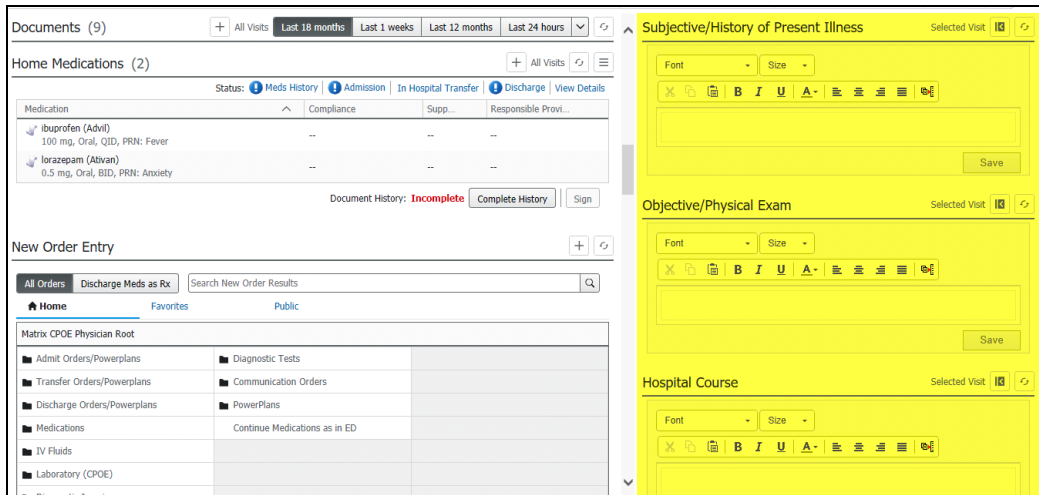 Documents (9)
All Visits Last 18 months Last 1 weeks Last 12 months Last 24 hours
Home Medications (2)
All Visits
Status: Meds History Admission In Hospital Transfer Discharge View Details
Medication Compliance Supp... Responsible Provi...
ibuprofen (Advil)
100 mg, Oral, QID, PRN: Fever
-- -- --
lorazepam (Ativan)
0.5 mg, Oral, BID, PRN: Anxiety
-- -- --
Document History: Incomplete Complete History Sign
New Order Entry
All Orders Discharge Meds as Rx Search New Order Results
Home Favorites Public
Matrix CPOE Physician Root
Admit Orders/Powerplans Diagnostic Tests
Transfer Orders/Powerplans Communication Orders
Discharge Orders/Powerplans PowerPlans
Medications Continue Medications as in ED
IV Fluids
Laboratory (CPOE)
Subjective/History of Present Illness Selected Visit
Font Size
B I U A
Save
Objective/Physical Exam Selected Visit
Font Size
B I U A
Save
Hospital Course Selected Visit
Font Size
B I U A